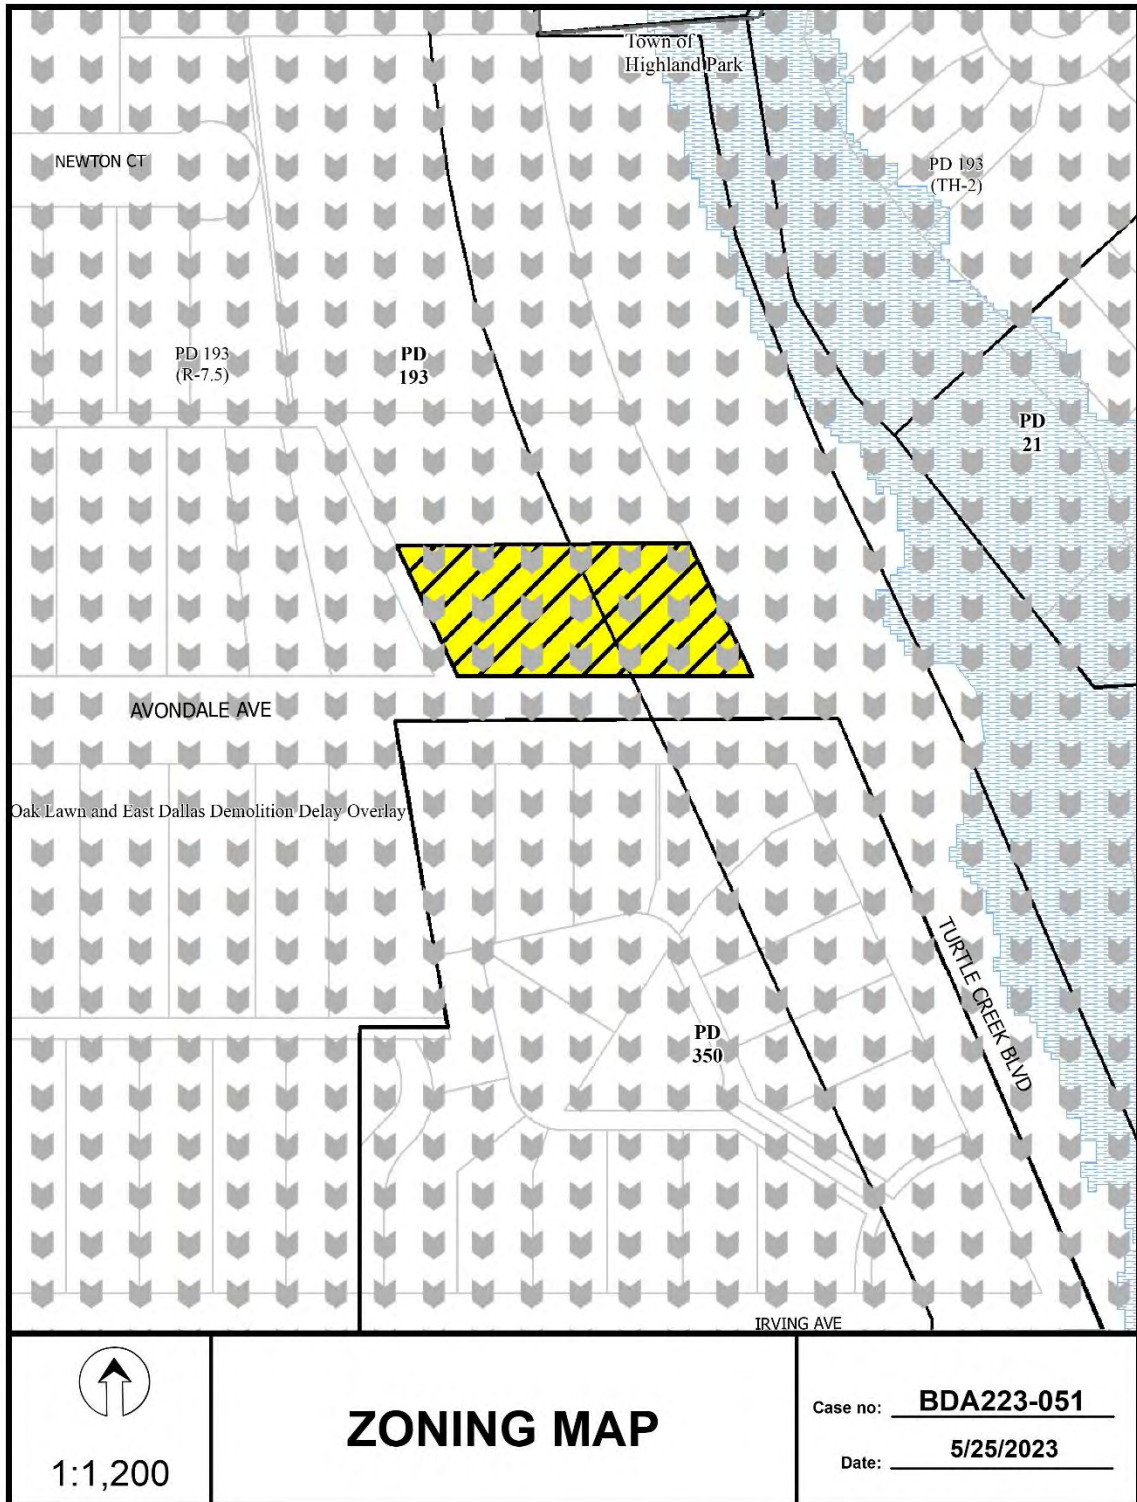 Town of
Highland Park
NEWTON CT
PD 193
(TH-2)
PD 193
(R-7.5)
PD
193
PD
21
AVONDALE AVE
Oak Lawn and East Dallas Demolition Delay Overlay
TURTLE CREEK BLVD
PD
350
IRVING AVE
1:1,200
ZONING MAP
Case no: BDA223-051
Date: 5/25/2023